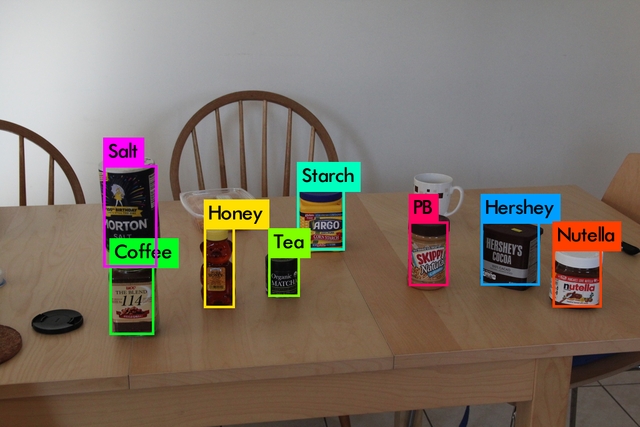 Salt
MORTON
SALT
Coffee
THE BLEND
114
Honey
Tea
Organic
MATCHA
Starch
ARGO
PB
SKIPPY
Natural
Hershey
HERSHEY'S
COCOA
Nutella
nutella